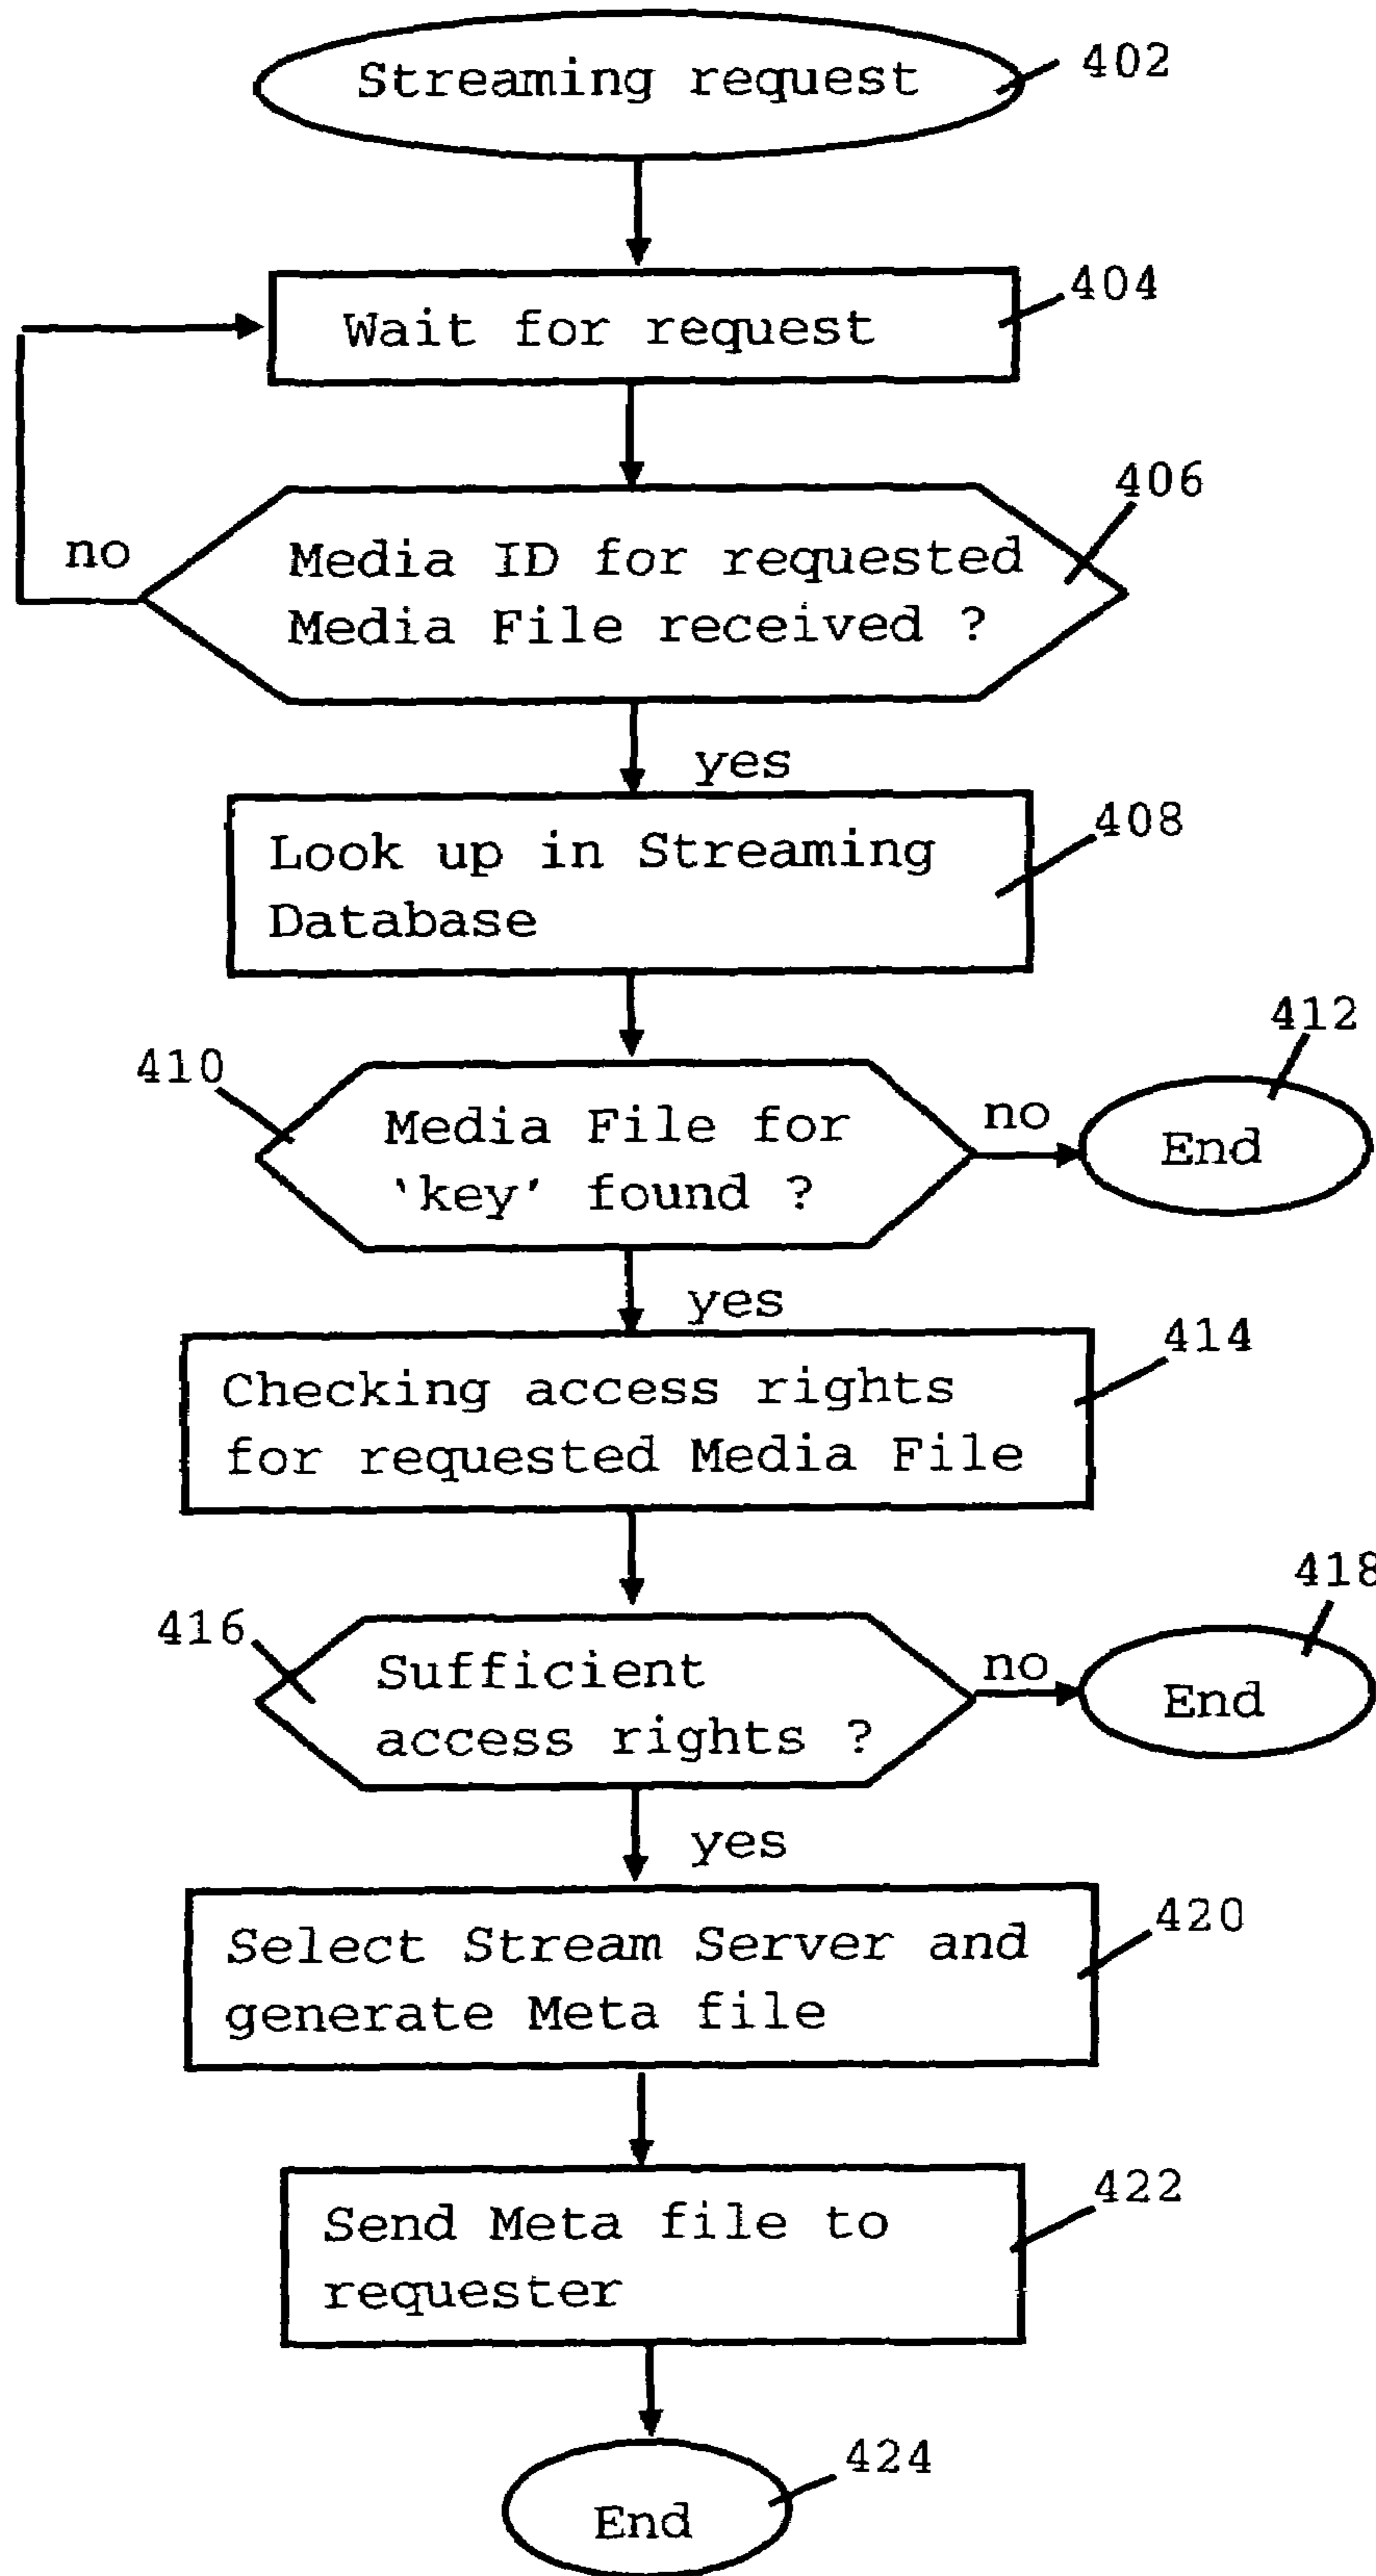 Streaming request
402
Wait for request
404
406
no
Media ID for requested
Media File received ?
yes
Look up in Streaming
Database
408
410
Media File for
‘key’ found ?
no
412
End
yes
Checking access rights
for requested Media File
414
416
Sufficient
access rights ?
no
418
End
yes
Select Stream Server and
generate Meta file
420
Send Meta file to
requester
422
424
End